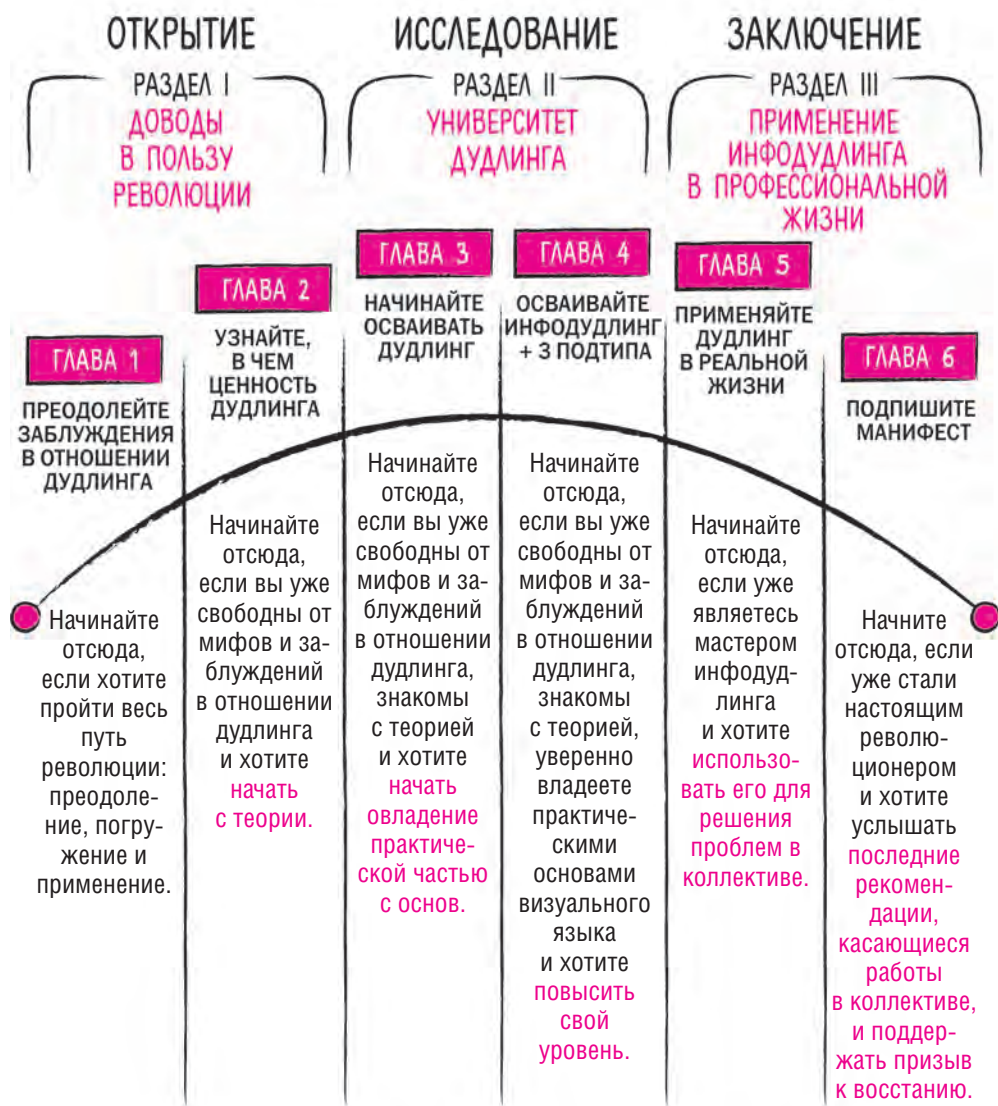 ОТКРЫТИЕ
РАЗДЕЛ I
ДОВОДЫ
В ПОЛЬЗУ
РЕВОЛЮЦИИ
ИССЛЕДОВАНИЕ
РАЗДЕЛ II
УНИВЕРСИТЕТ
ДУДЛИНГА
ЗАКЛЮЧЕНИЕ
РАЗДЕЛ III
ПРИМЕНЕНИЕ
ИНФОДУДЛИНГА
В ПРОФЕССИОНАЛЬНОЙ
ЖИЗНИ
ГЛАВА 1
ПРЕОДОЛЕЙТЕ
ЗАБЛУЖДЕНИЯ
В ОТНОШЕНИИ
ДУДЛИНГА
Начинайте
отсюда,
если хотите
пройти весь
путь
революции:
преодоле-
ние, погру-
жение и
применение.
ГЛАВА 2
УЗНАЙТЕ,
В ЧЕМ
ЦЕННОСТЬ
ДУДЛИНГА
Начинайте
отсюда,
если вы уже
свободны от
мифов и за-
блуждений
в отношении
дудлинга
и хотите
начать
с теории.
ГЛАВА 3
НАЧИНАЙТЕ
ОСВАИВАТЬ
ДУДЛИНГ
Начинайте
отсюда,
если вы уже
свободны от
мифов и за-
блуждений
в отношении
дудлинга,
знакомы
с теорией
и хотите
начать
овладение
практиче-
ской частью
с основ.
ГЛАВА 4
ОСВАИВАЙТЕ
ИНФОДУДЛИНГ
+ 3 ПОДТИПА
Начинайте
отсюда,
если вы уже
свободны от
мифов и за-
блуждений
в отношении
дудлинга,
знакомы
с теорией,
уверенно
владеете
практиче-
скими
основами
визуального
языка
и хотите
повысить
свой
уровень.
ГЛАВА 5
ПРИМЕНЯЙТЕ
ДУДЛИНГ
В РЕАЛЬНОЙ
ЖИЗНИ
Начинайте
отсюда,
если уже
являетесь
мастером
инфодуд-
линга
и хотите
использо-
вать его для
решения
проблем в
коллективе.
ГЛАВА 6
ПОДПИШИТЕ
МАНИФЕСТ
Начните
отсюда, если
уже стали
настоящим
револю-
ционером
и хотите
услышать
последние
рекомен-
дации,
касающиеся
работы
в коллективе,
и поддер-
жать призыв
к восстанию.